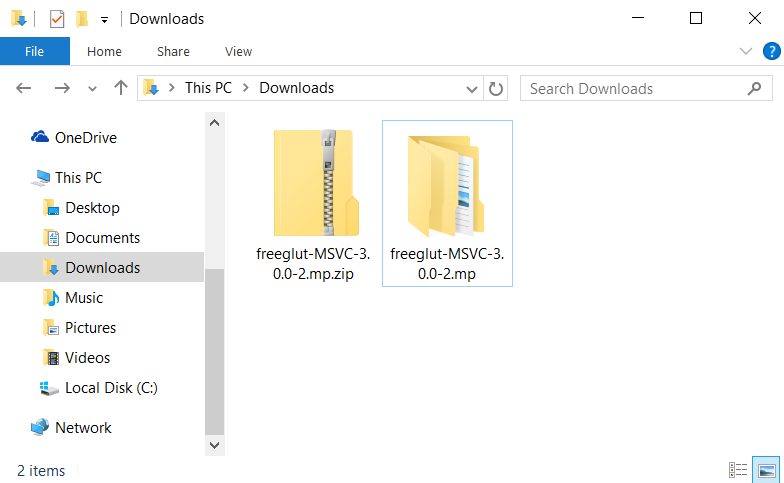 Downloads
File Home Share View
This PC Downloads
Search Downloads
OneDrive
This PC
Desktop
Documents
Downloads
Music
Pictures
Videos
Local Disk (C:)
Network
freeglut-MSVC-3.
0.0-2.mp.zip
freeglut-MSVC-3.
0.0-2.mp
2 items